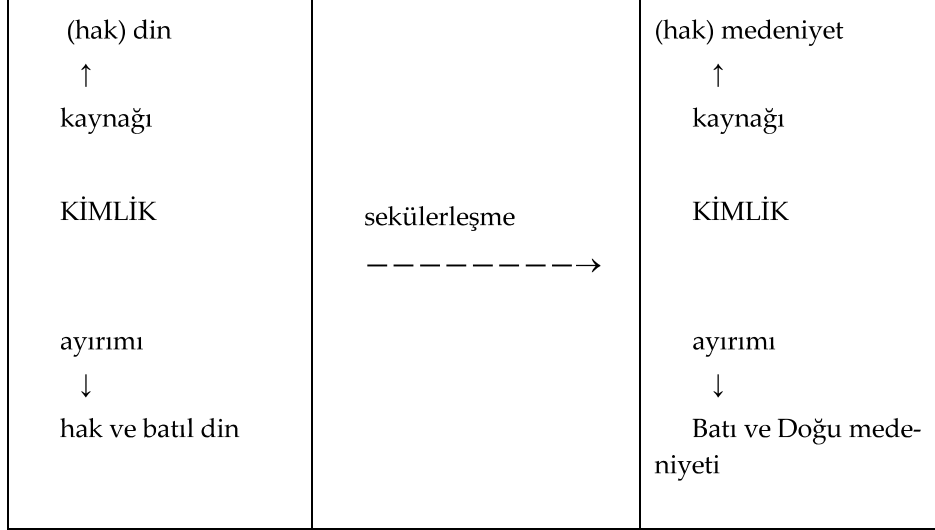 (hak) din
↑
kaynağı
KİMLİK
ayırımı
↓
hak ve batıl din
sekülerleşme
— — — — — — — — —→
(hak) medeniyet
↑
kaynağı
KİMLİK
ayırımı
↓
Batı ve Doğu mede-
niyeti